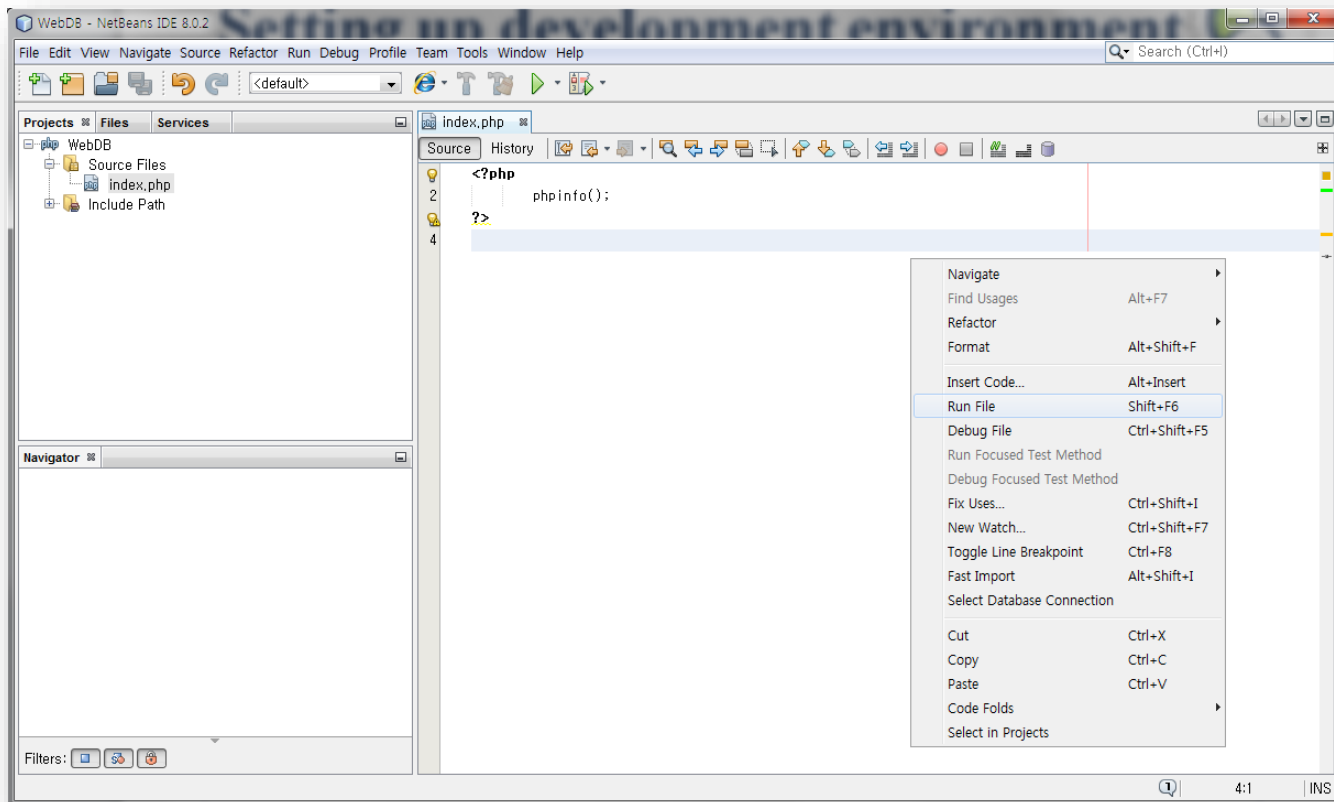 Setting up development environment
WebDB - NetBeans IDE 8.0.2
File Edit View Navigate Source Refactor Run Debug Profile Team Tools Window Help
Search (Ctrl+I)
<default>
Projects Files Services
index.php
WebDB
Source Files
index.php
Include Path
Source History
<?php
2 phpinfo();
?>
4
Navigate
Find Usages Alt+F7
Refactor
Format Alt+Shift+F
Insert Code... Alt+Insert
Run File Shift+F6
Debug File Ctrl+Shift+F5
Run Focused Test Method
Debug Focused Test Method
Fix Uses... Ctrl+Shift+I
New Watch... Ctrl+Shift+F7
Toggle Line Breakpoint Ctrl+F8
Fast Import Alt+Shift+I
Select Database Connection
Cut Ctrl+X
Copy Ctrl+C
Paste Ctrl+V
Code Folds
Select in Projects
Navigator
Filters:
1
4:1
INS